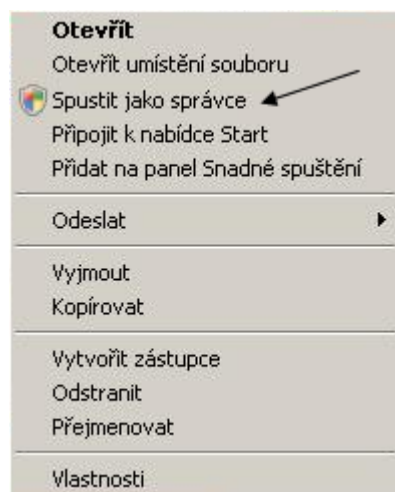 Otevřít
Otevřít umístění souboru
Spustit jako správce
Připojit k nabídce Start
Přidat na panel Snadné spuštění
Odeslat
Vyjmout
Kopírovat
Vytvořit zástupce
Odstranit
Přejmenovat
Vlastnosti